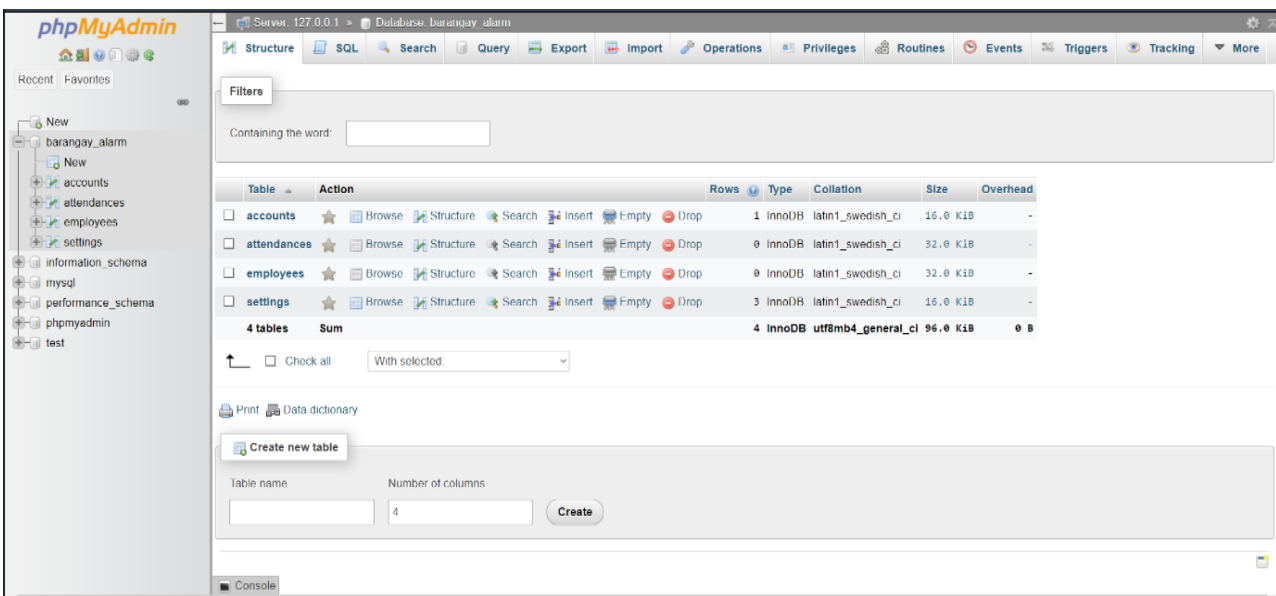 phpMyAdmin
Recent Favorites
New
barangay_alarm
New
accounts
attendances
employees
settings
information_schema
mysql
performance_schema
phpmyadmin
test
Server: 127.0.0.1 » Database: barangay_alarm
Structure SQL Search Query Export Import Operations Privileges Routines Events Triggers Tracking More
Filters
Containing the word:
Table Action Rows Type Collation Size Overhead
accounts Browse Structure Search Insert Empty Drop 1 InnoDB latin1_swedish_ci 16.0 KiB -
attendances Browse Structure Search Insert Empty Drop 0 InnoDB latin1_swedish_ci 32.0 KiB -
employees Browse Structure Search Insert Empty Drop 0 InnoDB latin1_swedish_ci 32.0 KiB -
settings Browse Structure Search Insert Empty Drop 3 InnoDB latin1_swedish_ci 16.0 KiB -
4 tables Sum 4 InnoDB utf8mb4_general_ci 96.0 KiB 0 B
Check all With selected:
Print Data dictionary
Create new table
Table name Number of columns
4 Create
Console